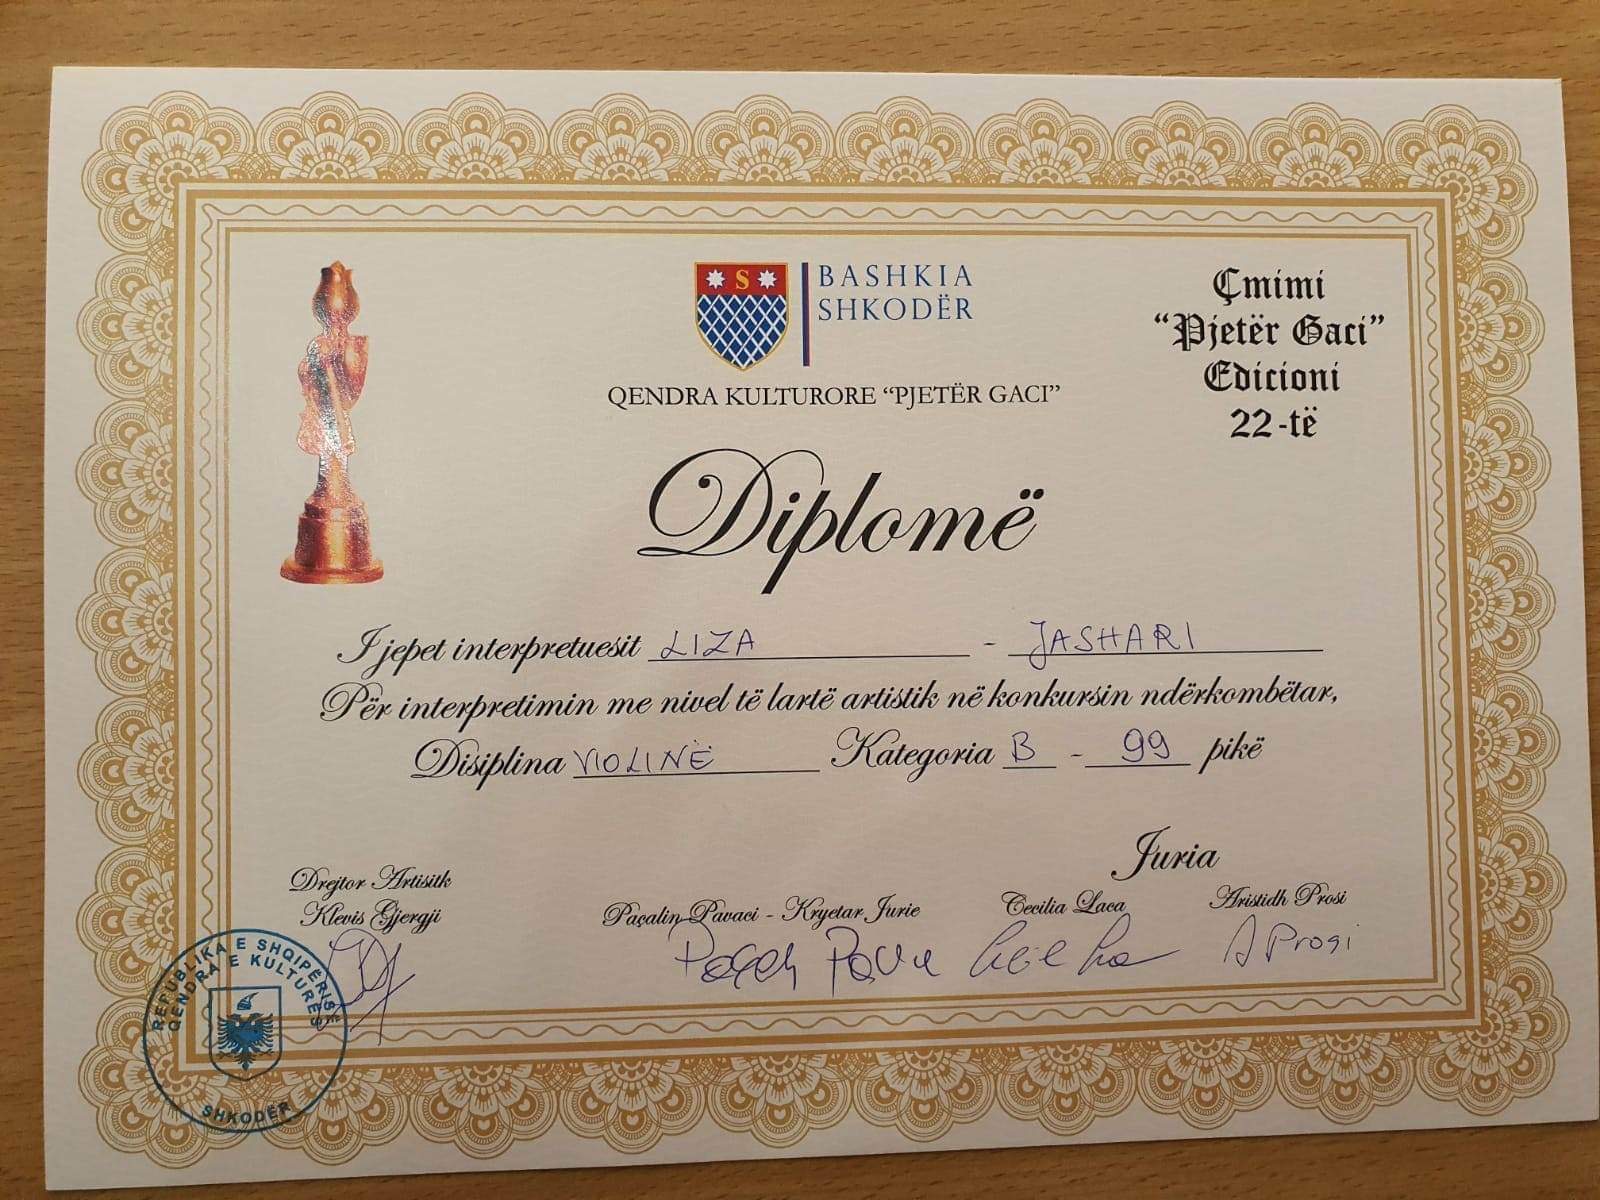 BASHKIA
SHKODËR
QENDRA KULTURORE “PJETËR GACI”
Çmimi
“Pjetër Gaci”
Edicioni
22-të
Diplomë
I jepet interpretuesit LIZA - JASHARI
Për interpretimin me nivel të lartë artistik në konkursin ndërkombëtar,
Disiplina VIOLINË Kategoria B - 99 pikë
Juria
Drejtor Artisitk
Klevis Gjergji
Paçalin Pavaci - Kryetar Jurie
Cecilia Laca
Aristidh Prosi
A Prosi
REPUBLIKA E SHQIPËRISË
QENDRA E KULTURËS
SHKODËR
S